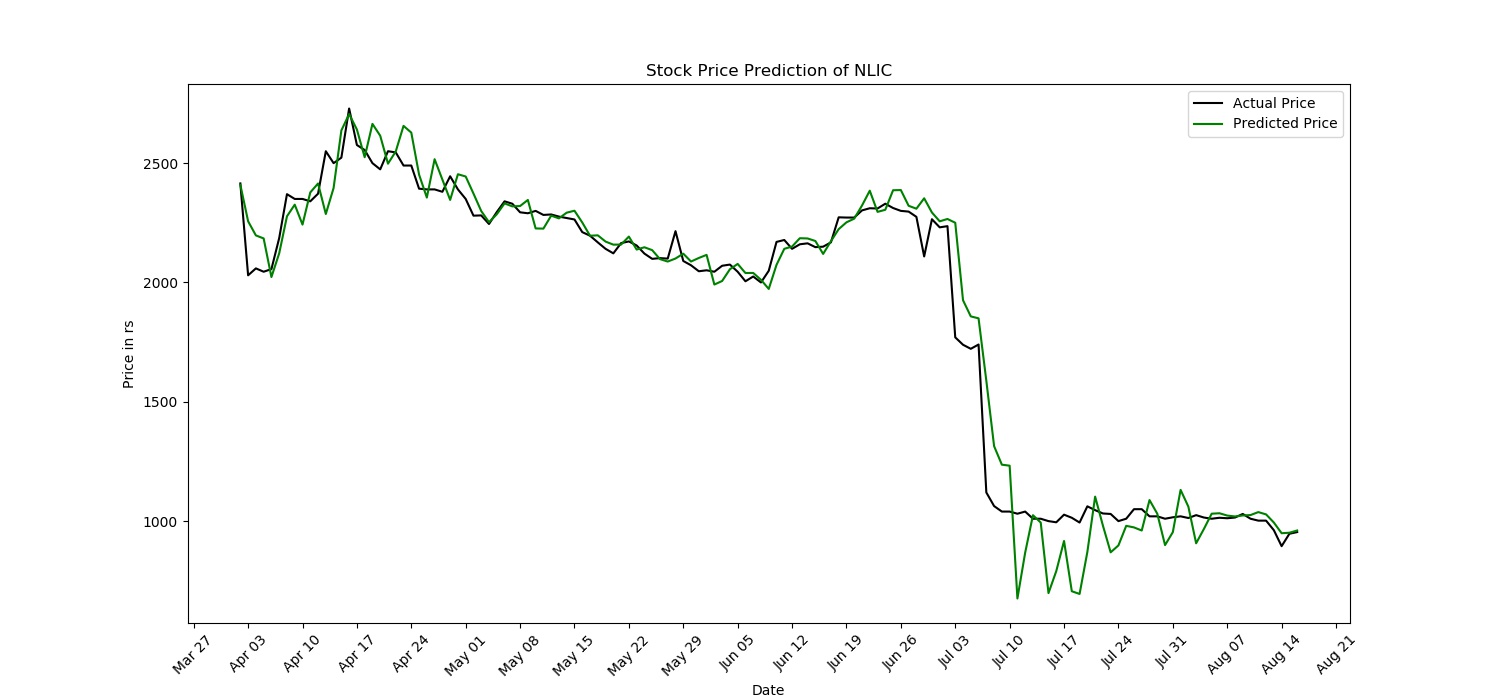 Stock Price Prediction of NLIC
Actual Price
Predicted Price
Price in rs
2500
2000
1500
1000
Mar 27
Apr 03
Apr 10
Apr 17
Apr 24
May 01
May 08
May 15
May 22
May 29
Jun 05
Jun 12
Jun 19
Jun 26
Jul 03
Jul 10
Jul 17
Jul 24
Jul 31
Aug 07
Aug 14
Aug 21
Date